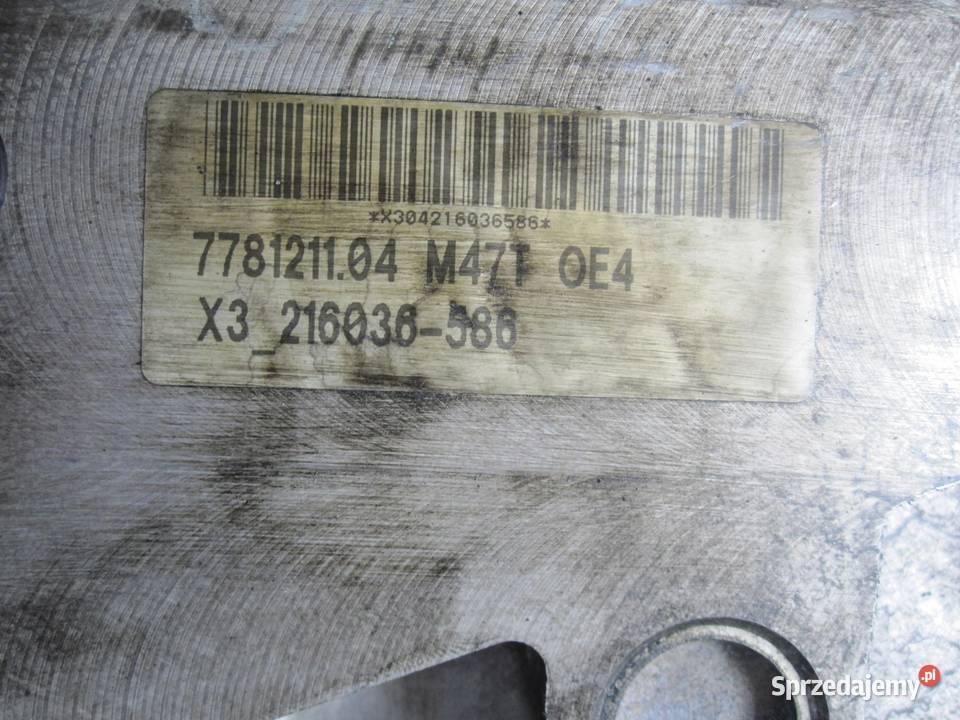 *X304216036586*
7781211.04 M47T OE4
X3_216036-586
Sprzedajemy.pl